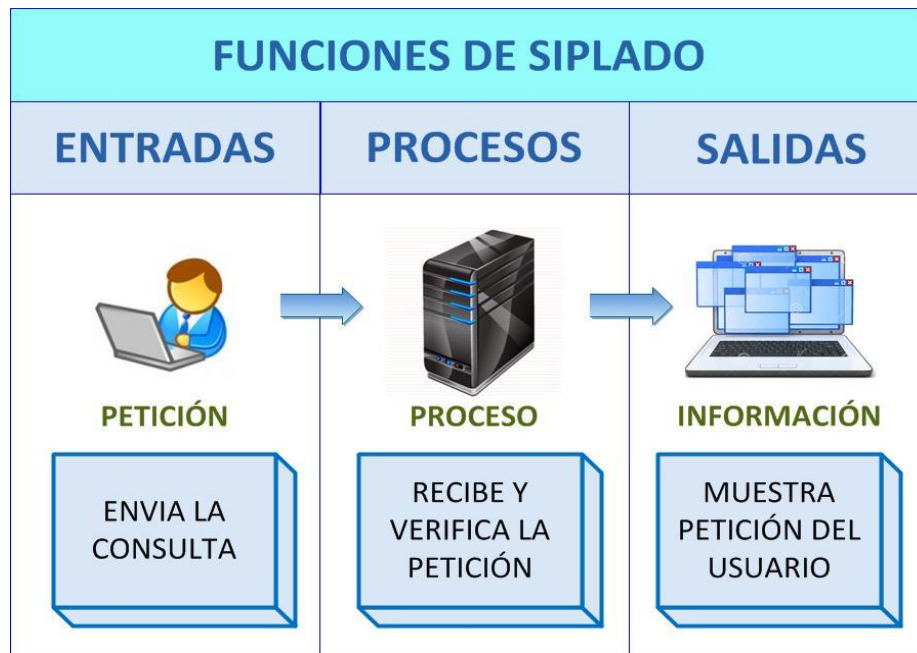 FUNCIONES DE SIPLADO
ENTRADAS
PROCESOS
SALIDAS
PETICIÓN
PROCESO
INFORMACIÓN
ENVIA LA
CONSULTA
RECIBE Y
VERIFICA LA
PETICIÓN
MUESTRA
PETICIÓN DEL
USUARIO